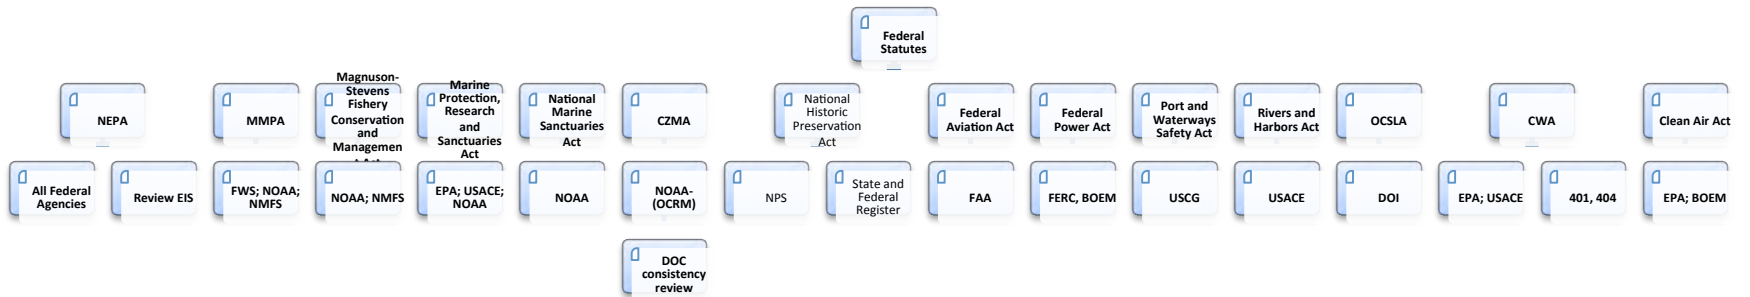 Federal
Statutes
NEPA
MMPA
Magnuson-
Stevens
Fishery
Conservation
and
Managemen
t Act
Marine
Protection,
Research
and
Sanctuaries
Act
National
Marine
Sanctuaries
Act
CZMA
National
Historic
Preservation
Act
Federal
Aviation Act
Federal
Power Act
Port and
Waterways
Safety Act
Rivers and
Harbors Act
OCSLA
CWA
Clean Air Act
All Federal
Agencies
Review EIS
FWS; NOAA;
NMFS
NOAA; NMFS
EPA; USACE;
NOAA
NOAA
NOAA-
(OCRM)
NPS
State and
Federal
Register
FAA
FERC, BOEM
USCG
USACE
DOI
EPA; USACE
401, 404
EPA; BOEM
DOC
consistency
review